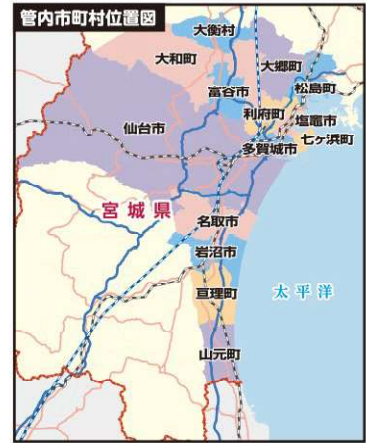 管内市町村位置図
大衡村
大和町
大郷町
富谷市
松島町
利府町
塩竈市
仙台市
七ヶ浜町
多賀城市
宮城県
名取市
岩沼市
亘理町
太平洋
山元町